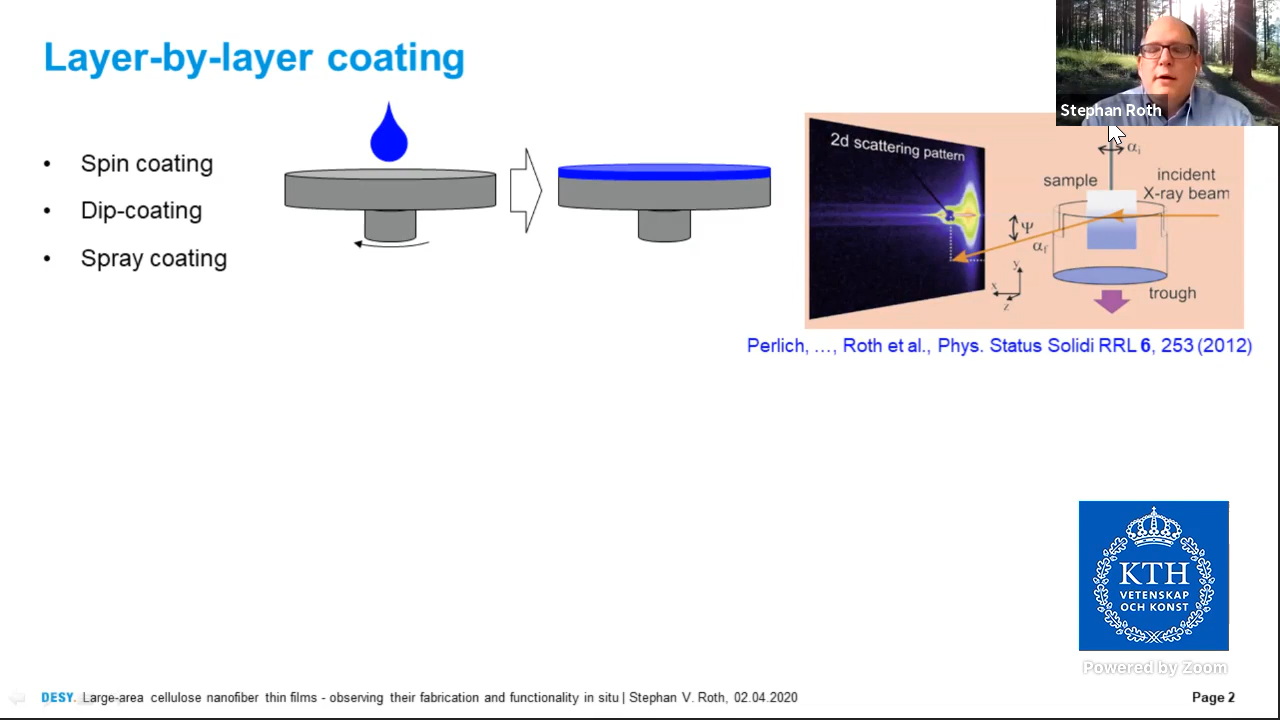 Layer-by-layer coating
Stephan Roth
• Spin coating
• Dip-coating
• Spray coating
2d scattering pattern
αi
sample
incident
X-ray beam
Ψ
αf
y
x
z
trough
Perlich, …, Roth et al., Phys. Status Solidi RRL 6, 253 (2012)
KTH
VETENSKAP
OCH KONST
Powered by Zoom
DESY. Large-area cellulose nanofiber thin films - observing their fabrication and functionality in situ | Stephan V. Roth, 02.04.2020
Page 2